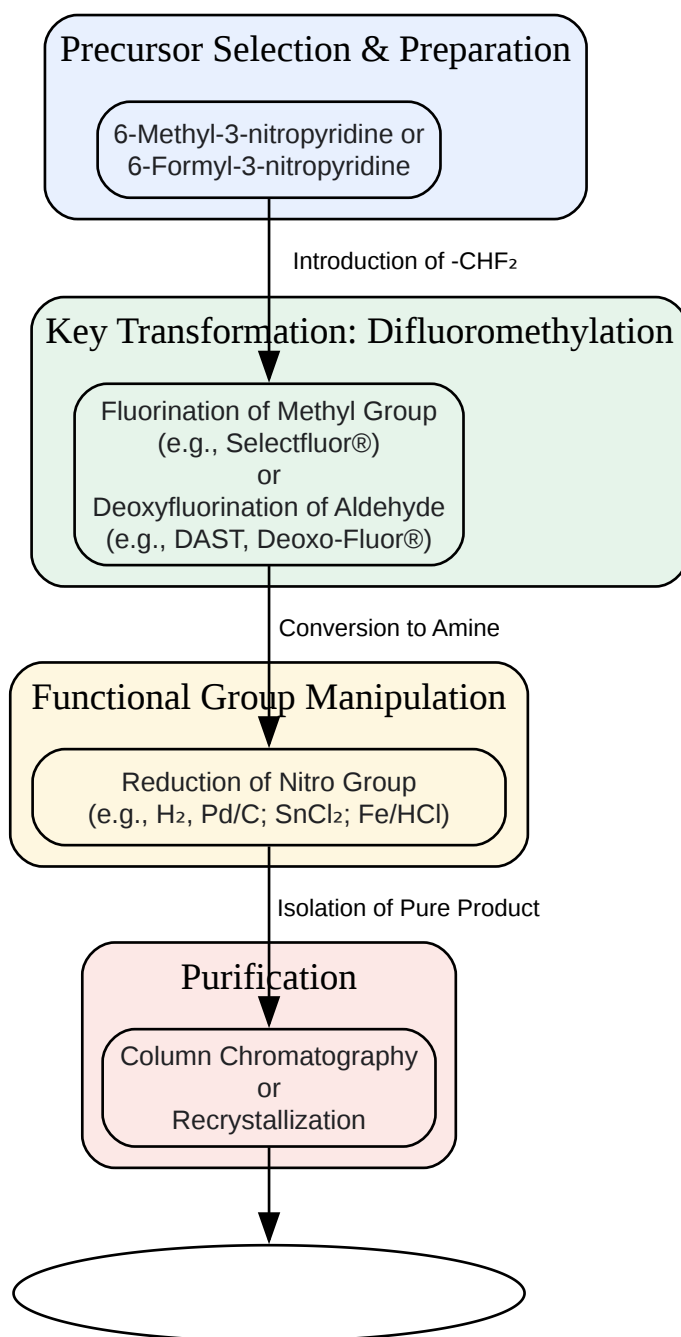 Precursor Selection & Preparation
6-Methyl-3-nitropyridine or
6-Formyl-3-nitropyridine
Introduction of -CHF₂
Key Transformation: Difluoromethylation
Fluorination of Methyl Group
(e.g., Selectfluor®)
or
Deoxyfluorination of Aldehyde
(e.g., DAST, Deoxo-Fluor®)
Conversion to Amine
Functional Group Manipulation
Reduction of Nitro Group
(e.g., H₂, Pd/C; SnCl₂; Fe/HCl)
Isolation of Pure Product
Purification
Column Chromatography
or
Recrystallization